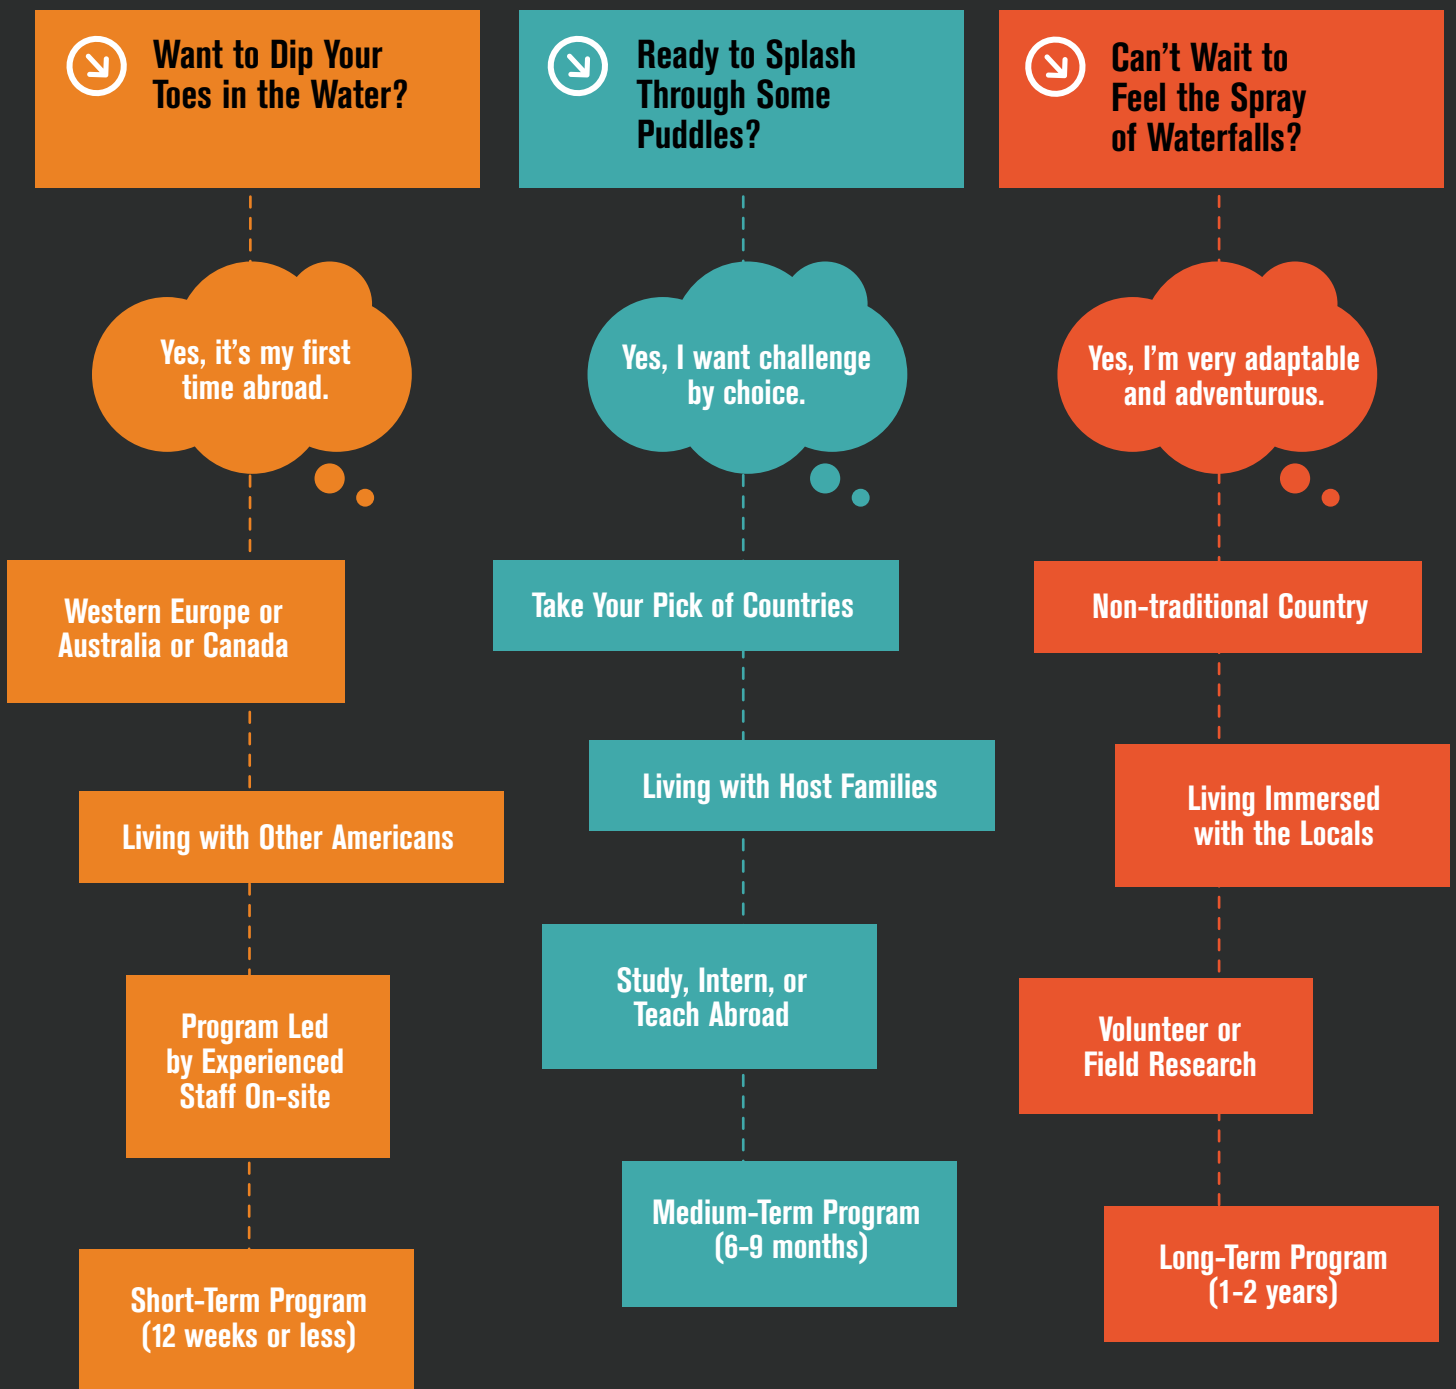 Want to Dip Your
Toes in the Water?
Yes, it's my first
time abroad.
Western Europe or
Australia or Canada
Living with Other Americans
Program Led
by Experienced
Staff On-site
Short-Term Program
(12 weeks or less)
Ready to Splash
Through Some
Puddles?
Yes, I want challenge
by choice.
Take Your Pick of Countries
Living with Host Families
Study, Intern, or
Teach Abroad
Medium-Term Program
(6-9 months)
Can't Wait to
Feel the Spray
of Waterfalls?
Yes, I'm very adaptable
and adventurous.
Non-traditional Country
Living Immersed
with the Locals
Volunteer or
Field Research
Long-Term Program
(1-2 years)